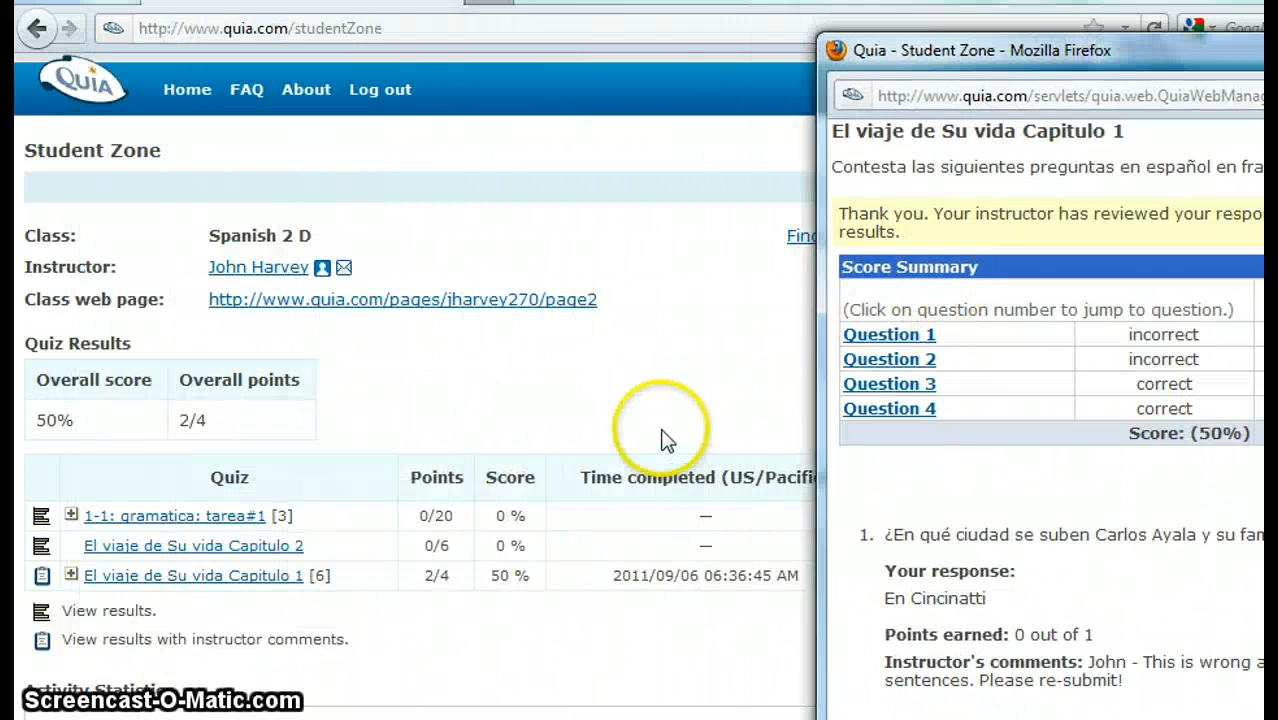 http://www.quia.com/studentZone
QUIA
Home FAQ About Log out
Student Zone
Class: Spanish 2 D
Instructor: John Harvey
Class web page: http://www.quia.com/pages/jharvey270/page2
Quiz Results
Overall score Overall points
50% 2/4
Quiz Points Score Time completed (US/Pacific
1-1: gramatica: tarea#1 [3] 0/20 0 % —
El viaje de Su vida Capitulo 2 0/6 0 % —
El viaje de Su vida Capitulo 1 [6] 2/4 50 % 2011/09/06 06:36:45 AM
View results.
View results with instructor comments.
Activity Statistic
Screencast-O-Matic.com
Quia - Student Zone - Mozilla Firefox
http://www.quia.com/servlets/quia.web.QuiaWebManag
El viaje de Su vida Capitulo 1
Contesta las siguientes preguntas en español en fra
Thank you. Your instructor has reviewed your respo
results.
Score Summary
(Click on question number to jump to question.)
Question 1 incorrect
Question 2 incorrect
Question 3 correct
Question 4 correct
Score: (50%)
1. ¿En qué ciudad se suben Carlos Ayala y su fam
Your response:
En Cincinatti
Points earned: 0 out of 1
Instructor's comments: John - This is wrong a
sentences. Please re-submit!